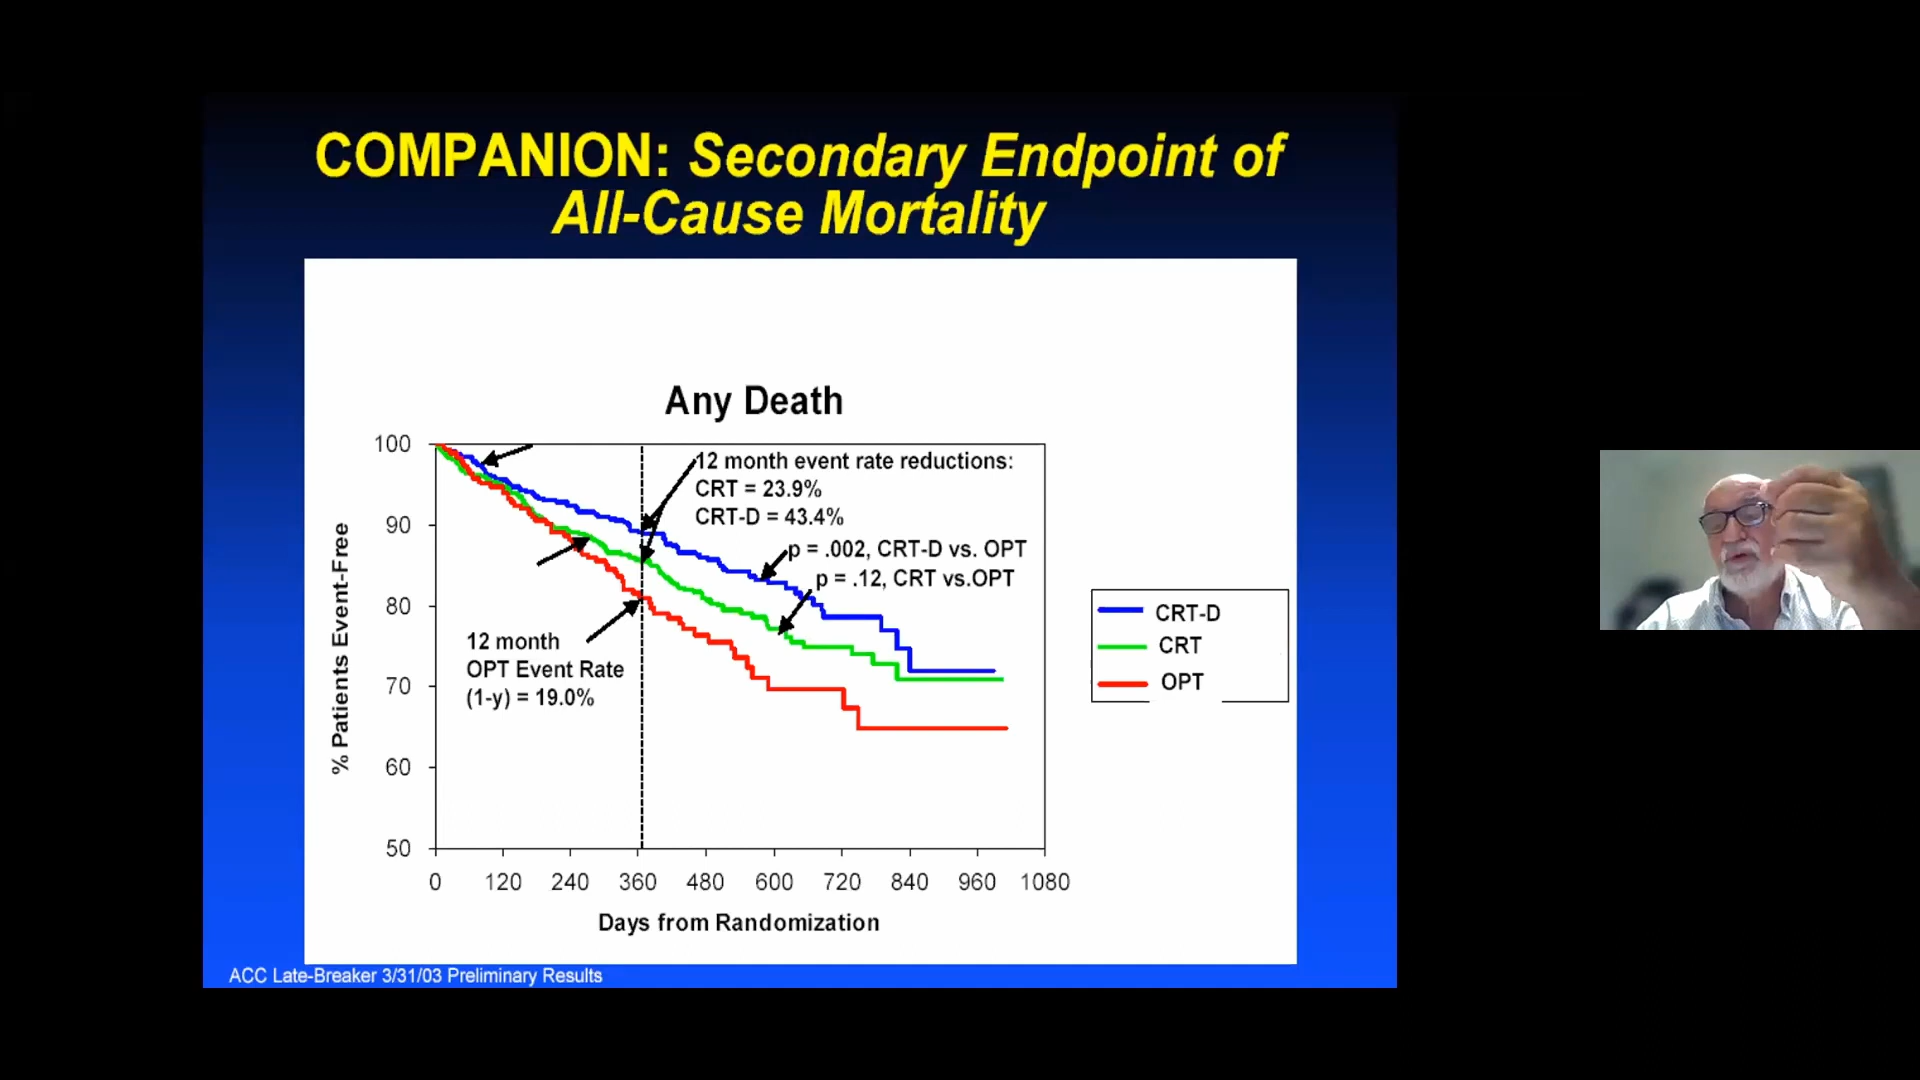 COMPANION: Secondary Endpoint of
All-Cause Mortality
Any Death
% Patients Event-Free
100
90
80
70
60
50
12 month event rate reductions:
CRT = 23.9%
CRT-D = 43.4%
p = .002, CRT-D vs. OPT
p = .12, CRT vs.OPT
12 month
OPT Event Rate
(1-y) = 19.0%
CRT-D
CRT
OPT
0 120 240 360 480 600 720 840 960 1080
Days from Randomization
ACC Late-Breaker 3/31/03 Preliminary Results